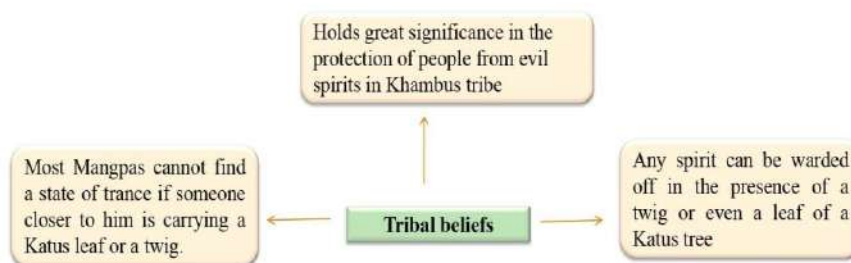 Holds great significance in the
protection of people from evil
spirits in Khambus tribe
Most Mangpas cannot find
a state of trance if someone
closer to him is carrying a
Katus leaf or a twig.
Any spirit can be warded
off in the presence of a
twig or even a leaf of a
Katus tree
Tribal beliefs